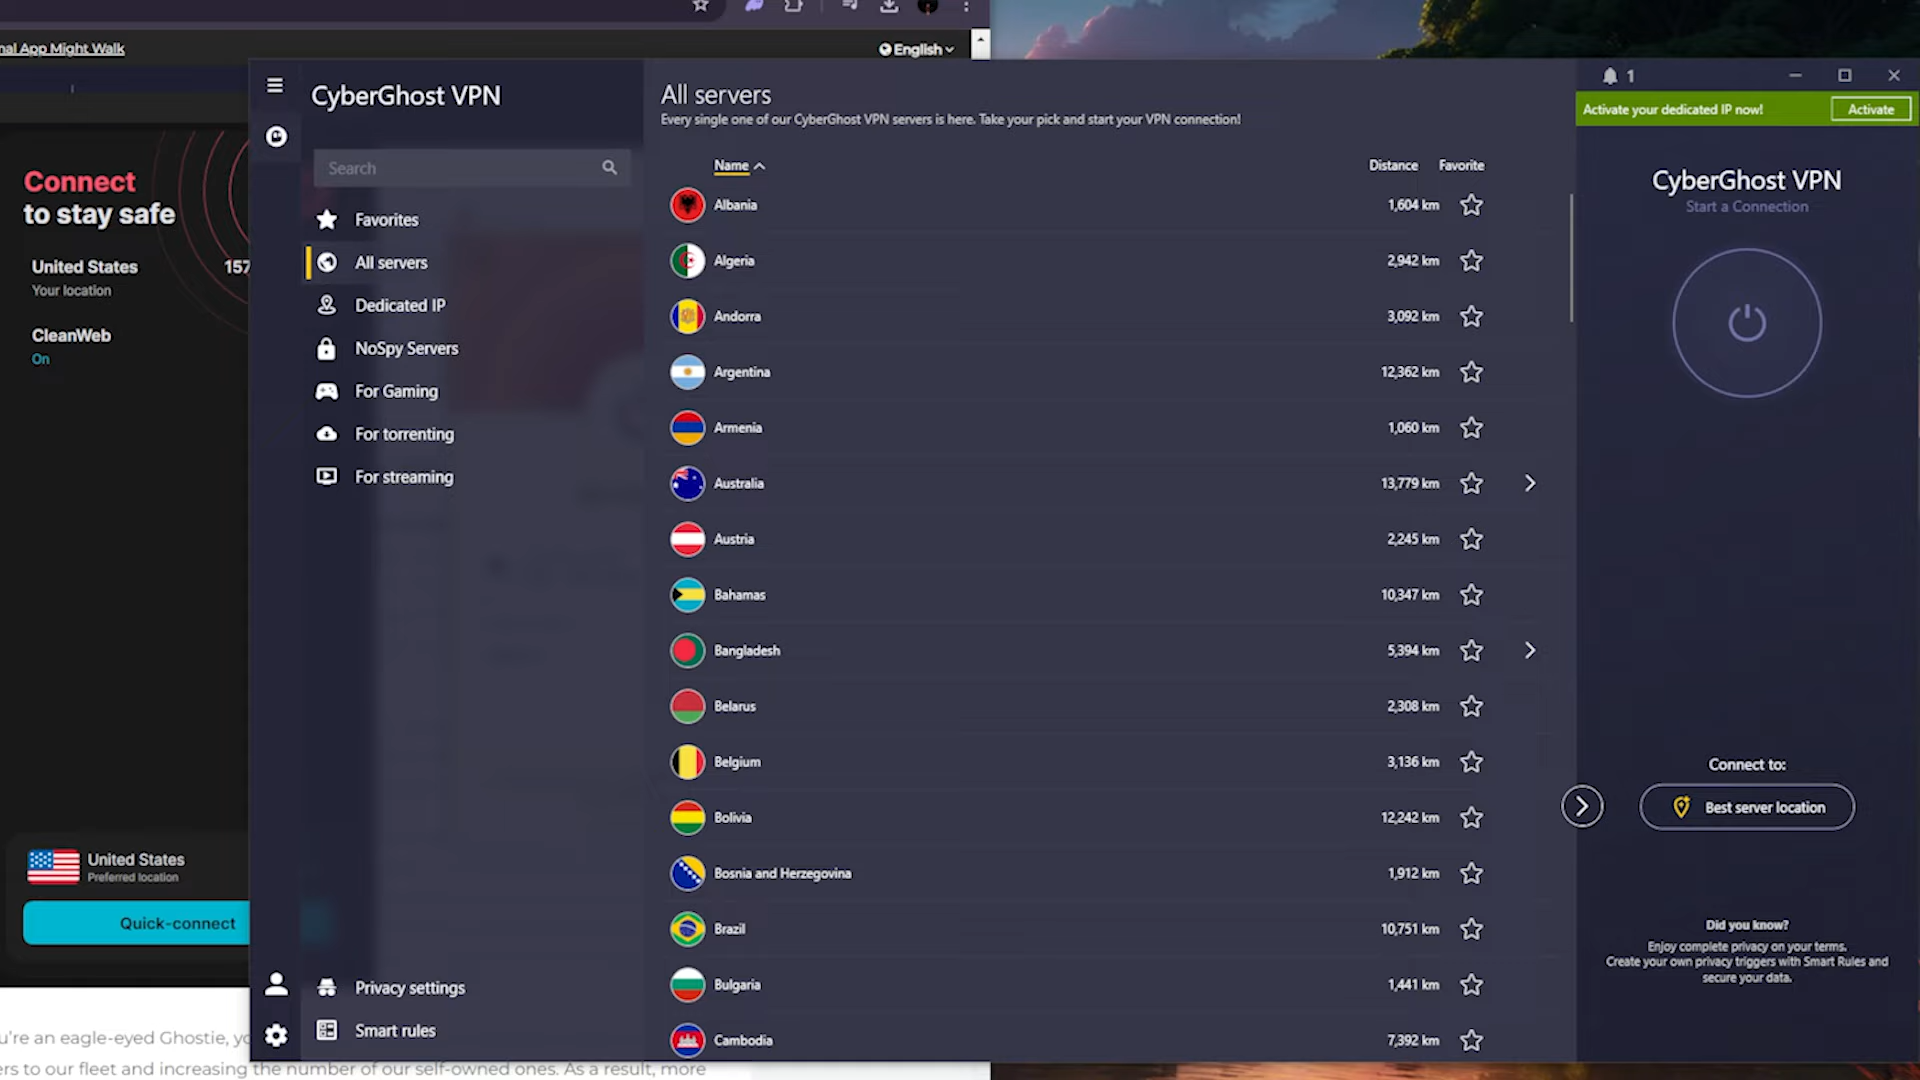 nal App Might Walk
English
Connect
to stay safe
United States
157
Your location
CleanWeb
On
United States
Preferred location
Quick-connect
u're an eagle-eyed Ghostie, yo
ers to our fleet and increasing the number of our self-owned ones. As a result, more
CyberGhost VPN
Search
Favorites
All servers
Dedicated IP
NoSpy Servers
For Gaming
For torrenting
For streaming
Privacy settings
Smart rules
All servers
Every single one of our CyberGhost VPN servers is here. Take your pick and start your VPN connection!
Name Distance Favorite
Albania 1,604 km
Algeria 2,942 km
Andorra 3,092 km
Argentina 12,362 km
Armenia 1,060 km
Australia 13,779 km
Austria 2,245 km
Bahamas 10,347 km
Bangladesh 5,394 km
Belarus 2,308 km
Belgium 3,136 km
Bolivia 12,242 km
Bosnia and Herzegovina 1,912 km
Brazil 10,751 km
Bulgaria 1,441 km
Cambodia 7,392 km
1
Activate your dedicated IP now! Activate
CyberGhost VPN
Start a Connection
Connect to:
Best server location
Did you know?
Enjoy complete privacy on your terms.
Create your own privacy triggers with Smart Rules and
secure your data.